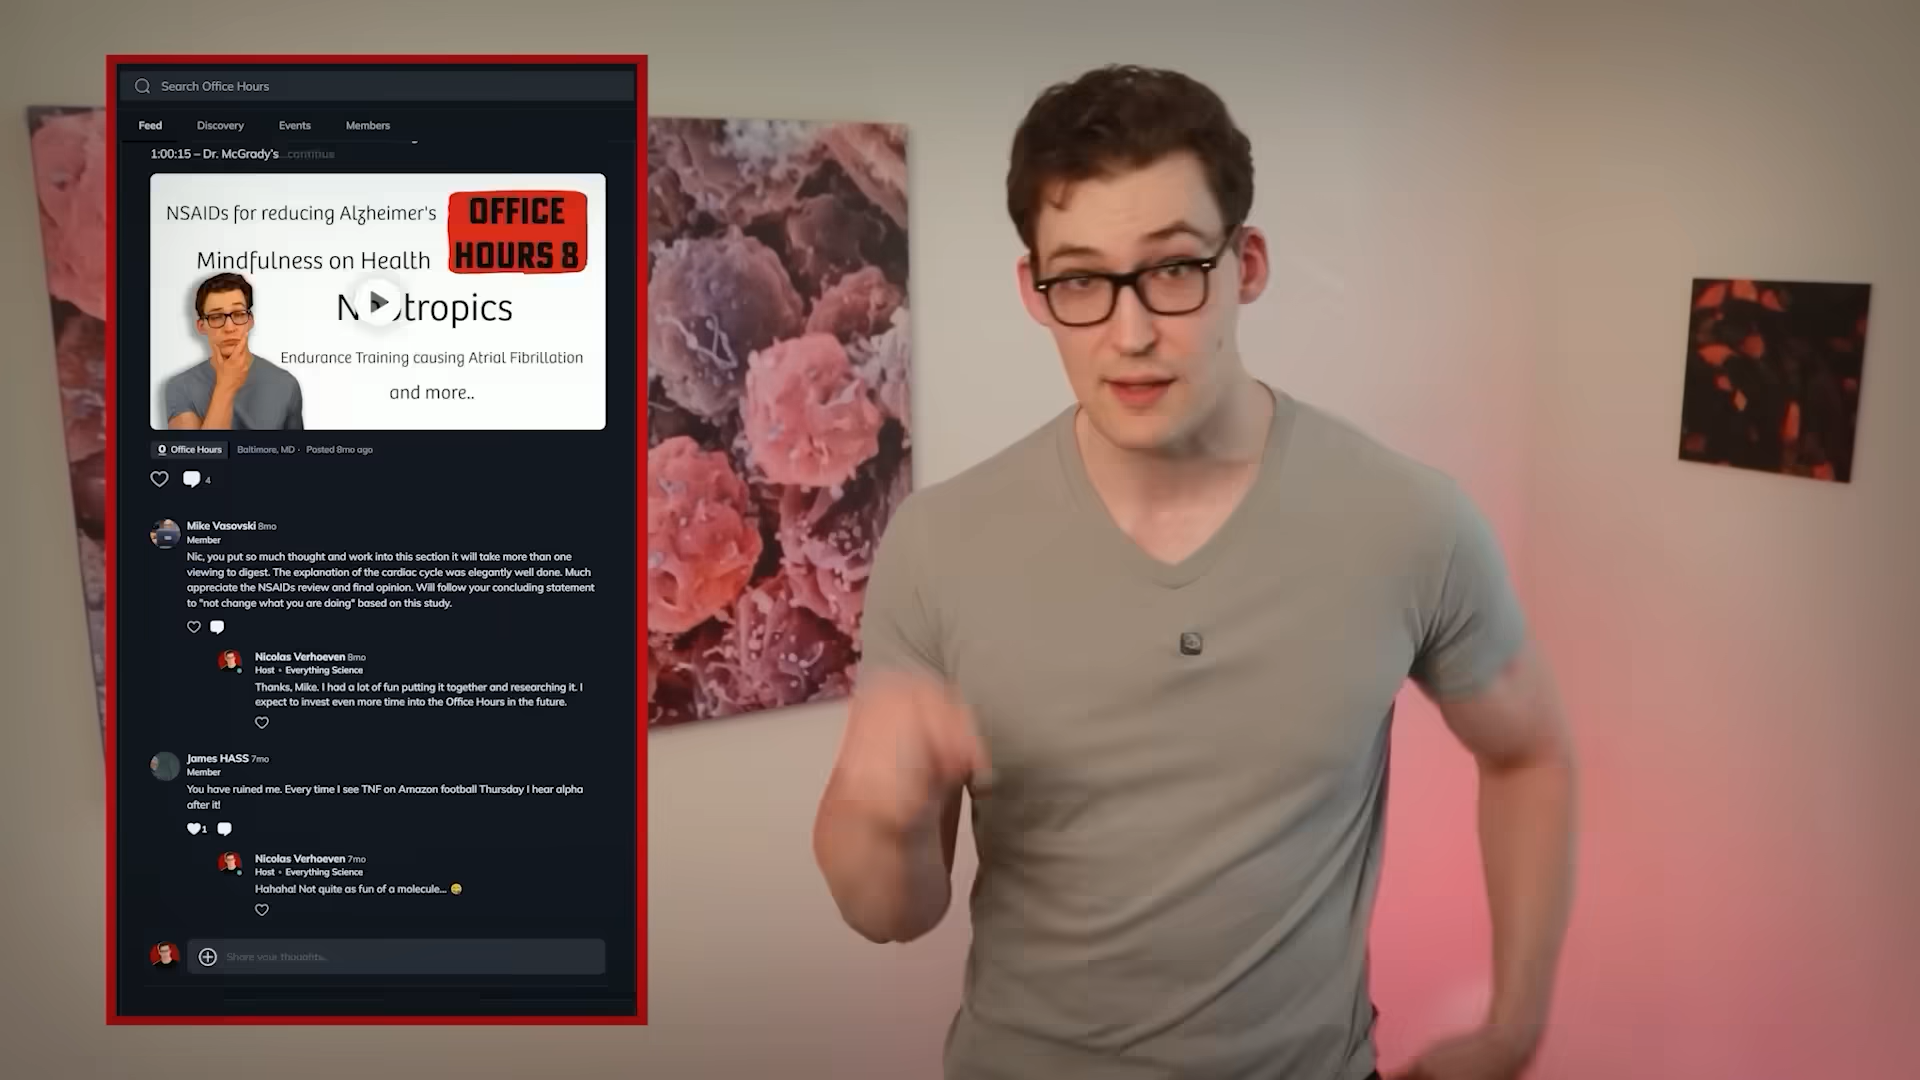 Search Office Hours
Feed Discovery Events Members
1:00:15 – Dr. McGrady's ...continue
NSAIDs for reducing Alzheimer's
OFFICE
HOURS 8
Mindfulness on Health
tropics
Endurance Training causing Atrial Fibrillation
and more..
Office Hours Baltimore, MD · Posted 8mo ago
4
Mike Vasovski 8mo
Member
Nic, you put so much thought and work into this section it will take more than one
viewing to digest. The explanation of the cardiac cycle was elegantly well done. Much
appreciate the NSAIDs review and final opinion. Will follow your concluding statement
to "not change what you are doing" based on this study.
Nicolas Verhoeven 8mo
Host • Everything Science
Thanks, Mike. I had a lot of fun putting it together and researching it. I
expect to invest even more time into the Office Hours in the future.
James HASS 7mo
Member
You have ruined me. Every time I see TNF on Amazon football Thursday I hear alpha
after it!
1
Nicolas Verhoeven 7mo
Host • Everything Science
Hahaha! Not quite as fun of a molecule... 😅
Share your thoughts...